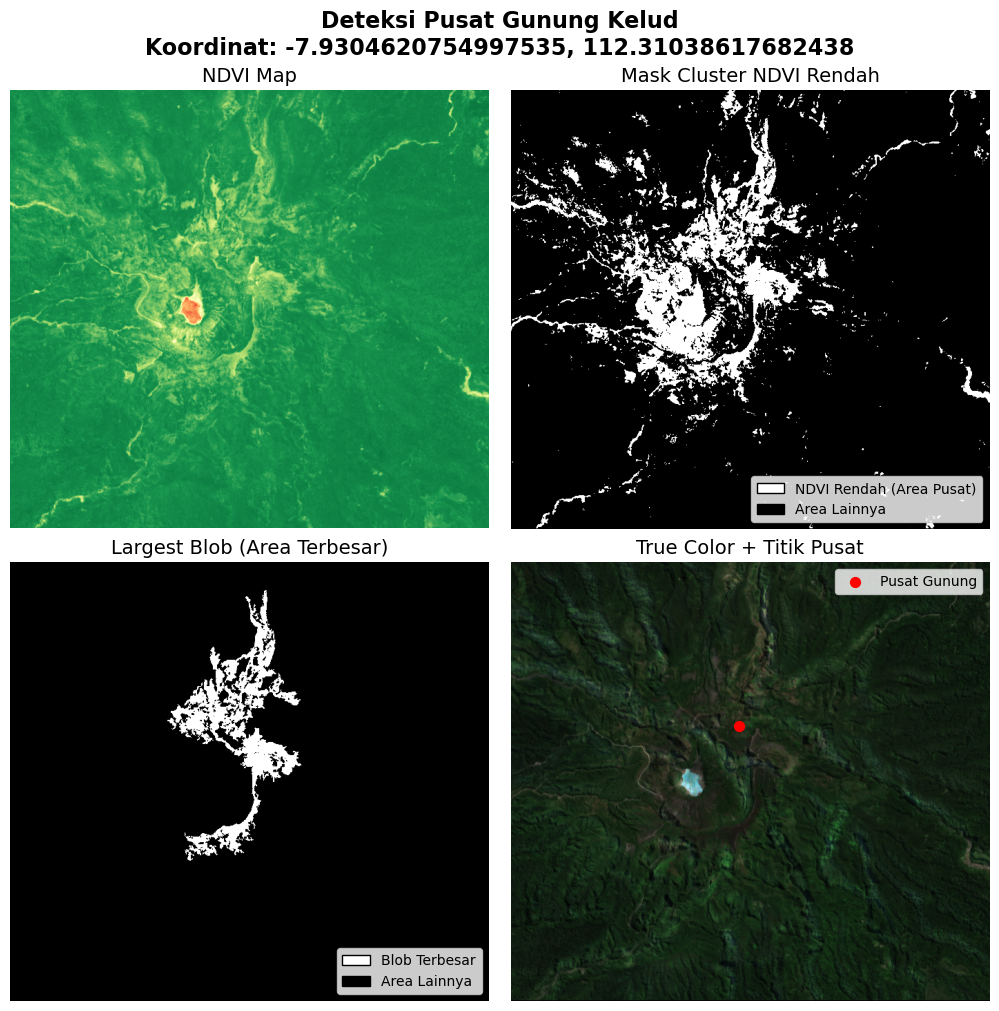 Deteksi Pusat Gunung Kelud
Koordinat: -7.9304620754997535, 112.31038617682438
NDVI Map
Mask Cluster NDVI Rendah
NDVI Rendah (Area Pusat)
Area Lainnya
Largest Blob (Area Terbesar)
True Color + Titik Pusat
Pusat Gunung
Blob Terbesar
Area Lainnya